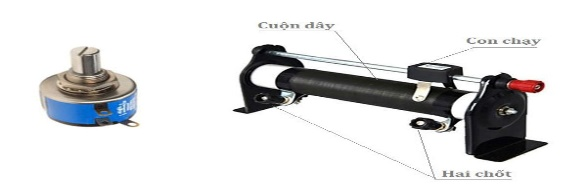 Cuộn dây
Con chạy
Hai chốt